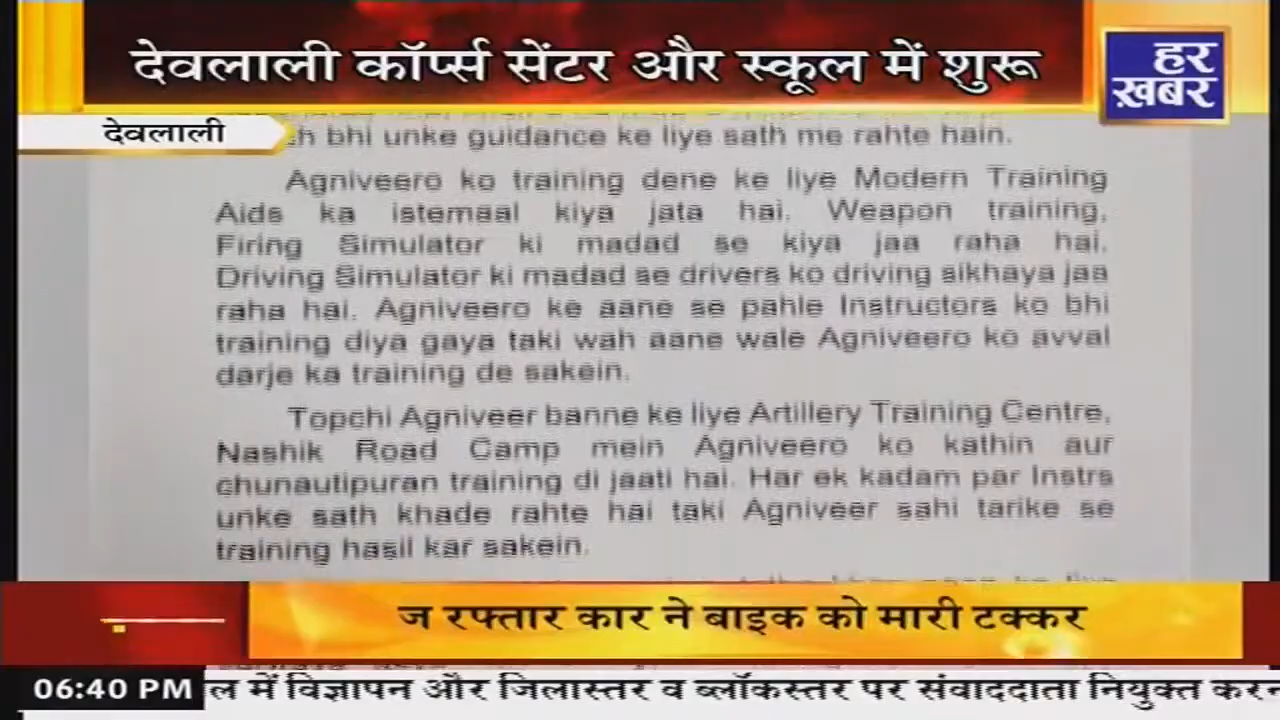 देवलाली कॉर्प्स सेंटर और स्कूल में शुरू
हर
ख़बर
देवलाली
bhi unke guidance ke liye sath me rahte hain.
Agniveero ko training dene ke liye Modern Training
Aids ka istemaal kiya jata hai. Weapon training,
Firing Simulator ki madad se kiya jaa raha hai.
Driving Simulator ki madad se drivers ko driving sikhaya jaa
raha hai. Agniveero ke aane se pahle Instructors ko bhi
training diya gaya taki wah aane wale Agniveero ko avval
darje ka training de sakein.
Topchi Agniveer banne ke liye Artillery Training Centre,
Nashik Road Camp mein Agniveero ko kathin aur
chunautipuran training di jaati hai. Har ek kadam par Instrs
unke sath khade rahte hai taki Agniveer sahi tarike se
training hasil kar sakein.
ज रफ्तार कार ने बाइक को मारी टक्कर
06:40 PM
ल में विज्ञापन और जिलास्तर व ब्लॉकस्तर पर संवाददाता नियुक्त करन